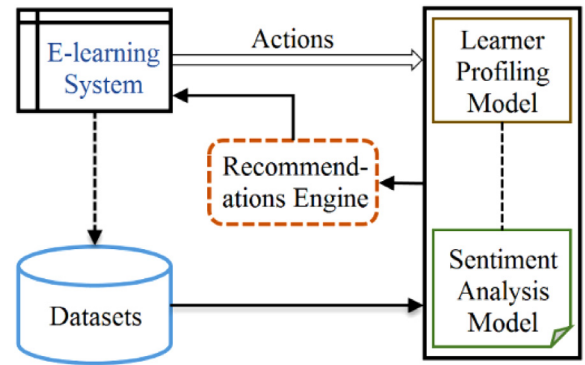 E-learning
System
Actions
Learner
Profiling
Model
Recommend-
ations Engine
Datasets
Sentiment
Analysis
Model